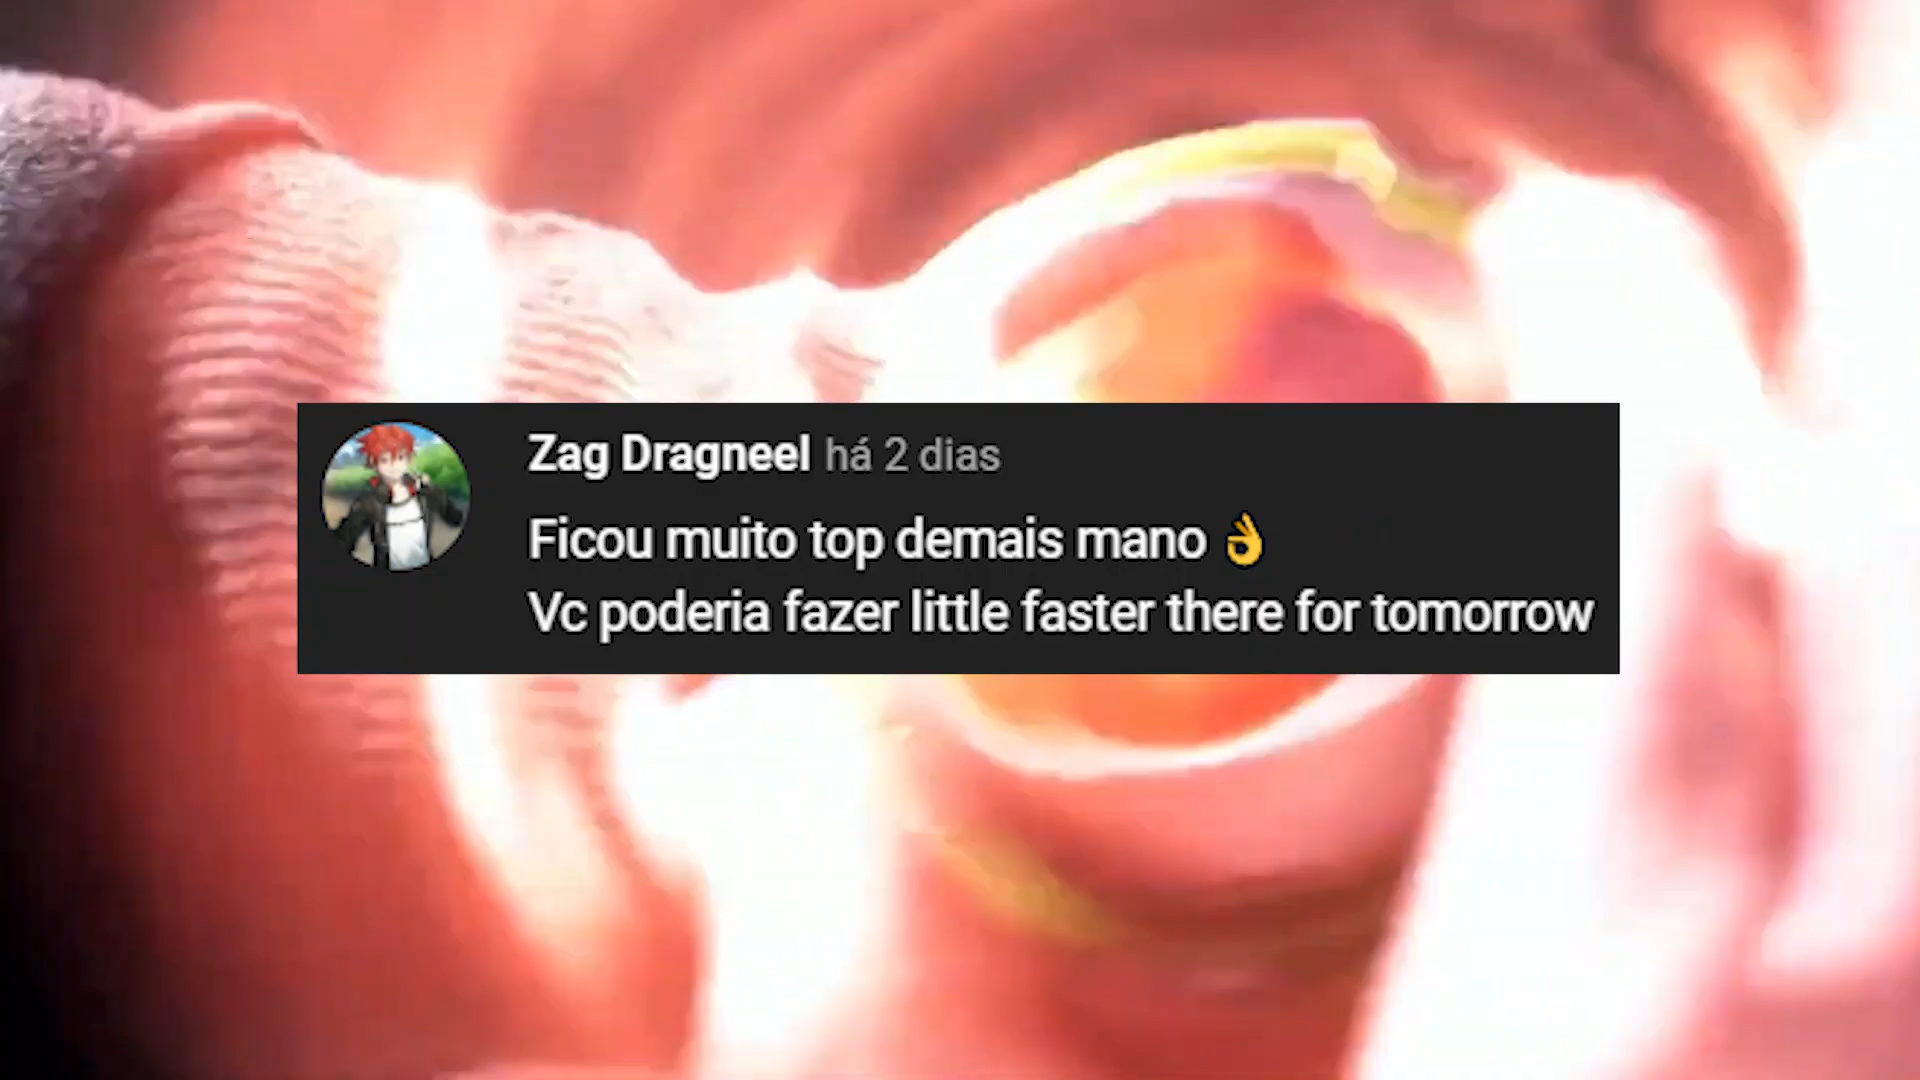 Zag Dragneel há 2 dias
Ficou muito top demais mano 👌
Vc poderia fazer little faster there for tomorrow